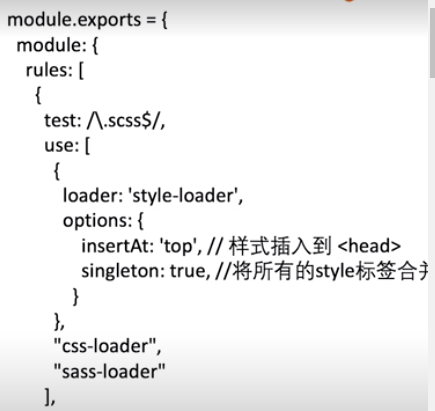 module.exports = {
module: {
rules: [
{
test: /\.scss$/,
use: [
{
loader: 'style-loader',
options: {
insertAt: 'top', // 样式插入到 <head>
singleton: true, //将所有的style标签合并
}
},
"css-loader",
"sass-loader"
],